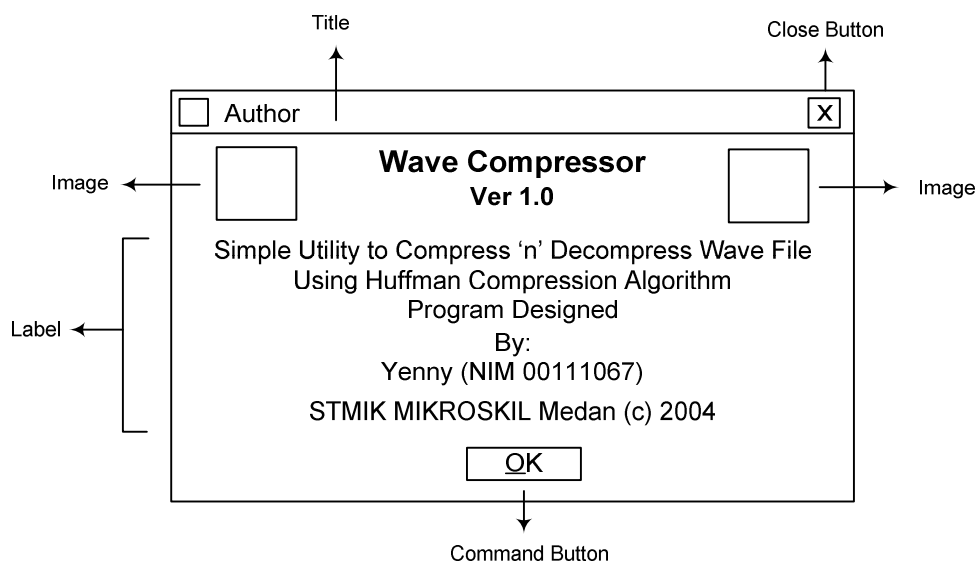 Title
Close Button
Author
X
Wave Compressor
Ver 1.0
Image
Image
Simple Utility to Compress ‘n’ Decompress Wave File
Using Huffman Compression Algorithm
Program Designed
By:
Yenny (NIM 00111067)
STMIK MIKROSKIL Medan (c) 2004
Label
OK
Command Button